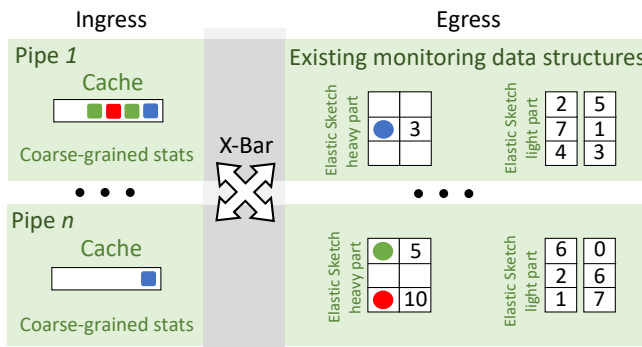 Ingress
Egress
Pipe 1
Existing monitoring data structures
Cache
Coarse-grained stats
X-Bar
Elastic Sketch
heavy part
3
Elastic Sketch
light part
2 5
7 1
4 3
Pipe n
Cache
Coarse-grained stats
Elastic Sketch
heavy part
5
10
Elastic Sketch
light part
6 0
2 6
1 7